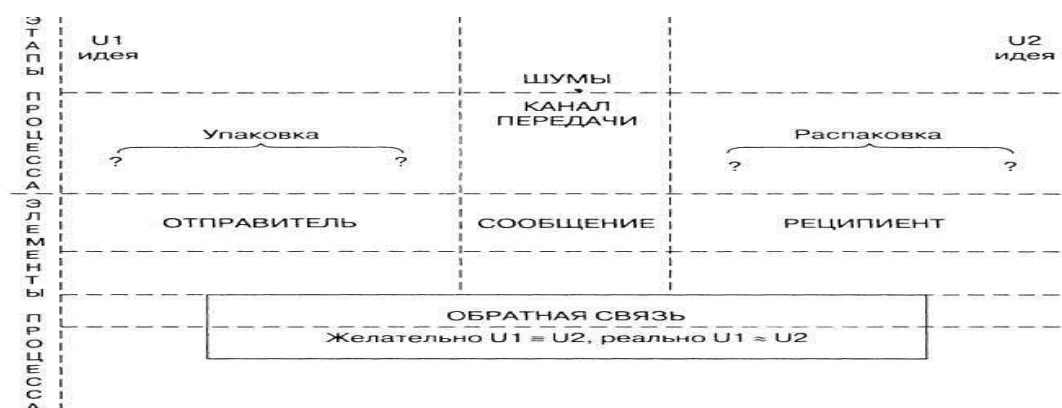 ЭТАПЫ ПРОЦЕССА
U1
идея
U2
идея
ШУМЫ
КАНАЛ
ПЕРЕДАЧИ
Упаковка
? ?
Распаковка
? ?
ЭЛЕМЕНТЫ ПРОЦЕССА
ОТПРАВИТЕЛЬ
СООБЩЕНИЕ
РЕЦИПИЕНТ
ОБРАТНАЯ СВЯЗЬ
Желательно U1 = U2, реально U1 ≈ U2